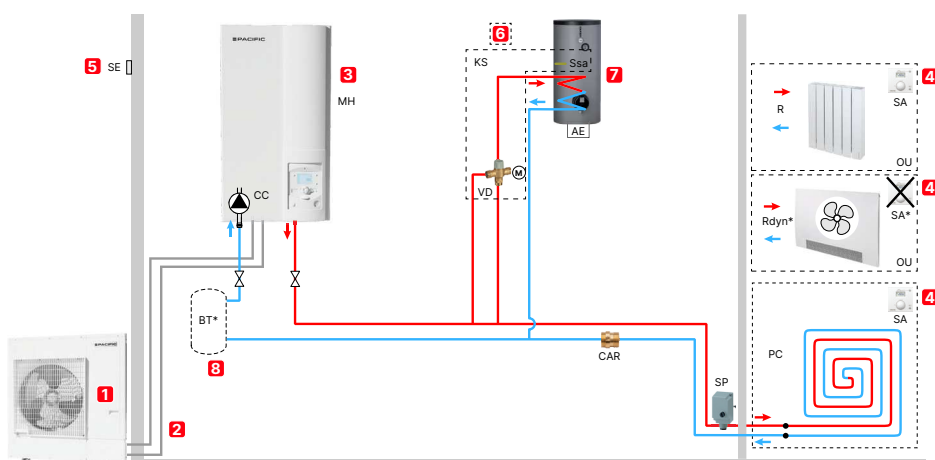 PACIFIC
5 SE
3
MH
CC
6
KS
Ssa
7
AE
M
VD
4
SA
R
OU
4
SA*
Rdyn*
OU
4
SA
PC
BT*
8
CAR
SP
PACIFIC
1
2